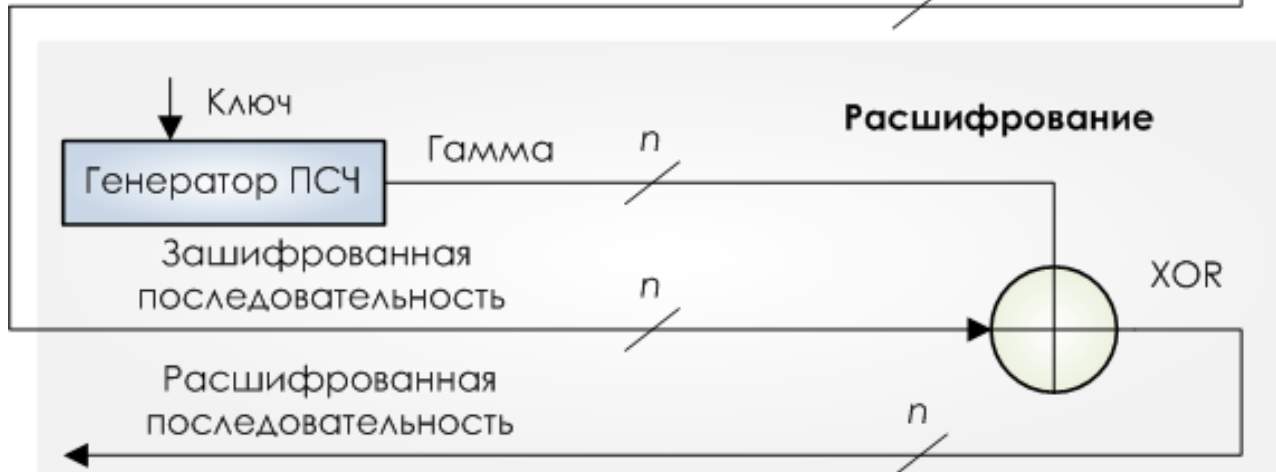 Ключ
Расшифрование
Гамма
n
Генератор ПСЧ
Зашифрованная
последовательность
n
XOR
Расшифрованная
последовательность
n